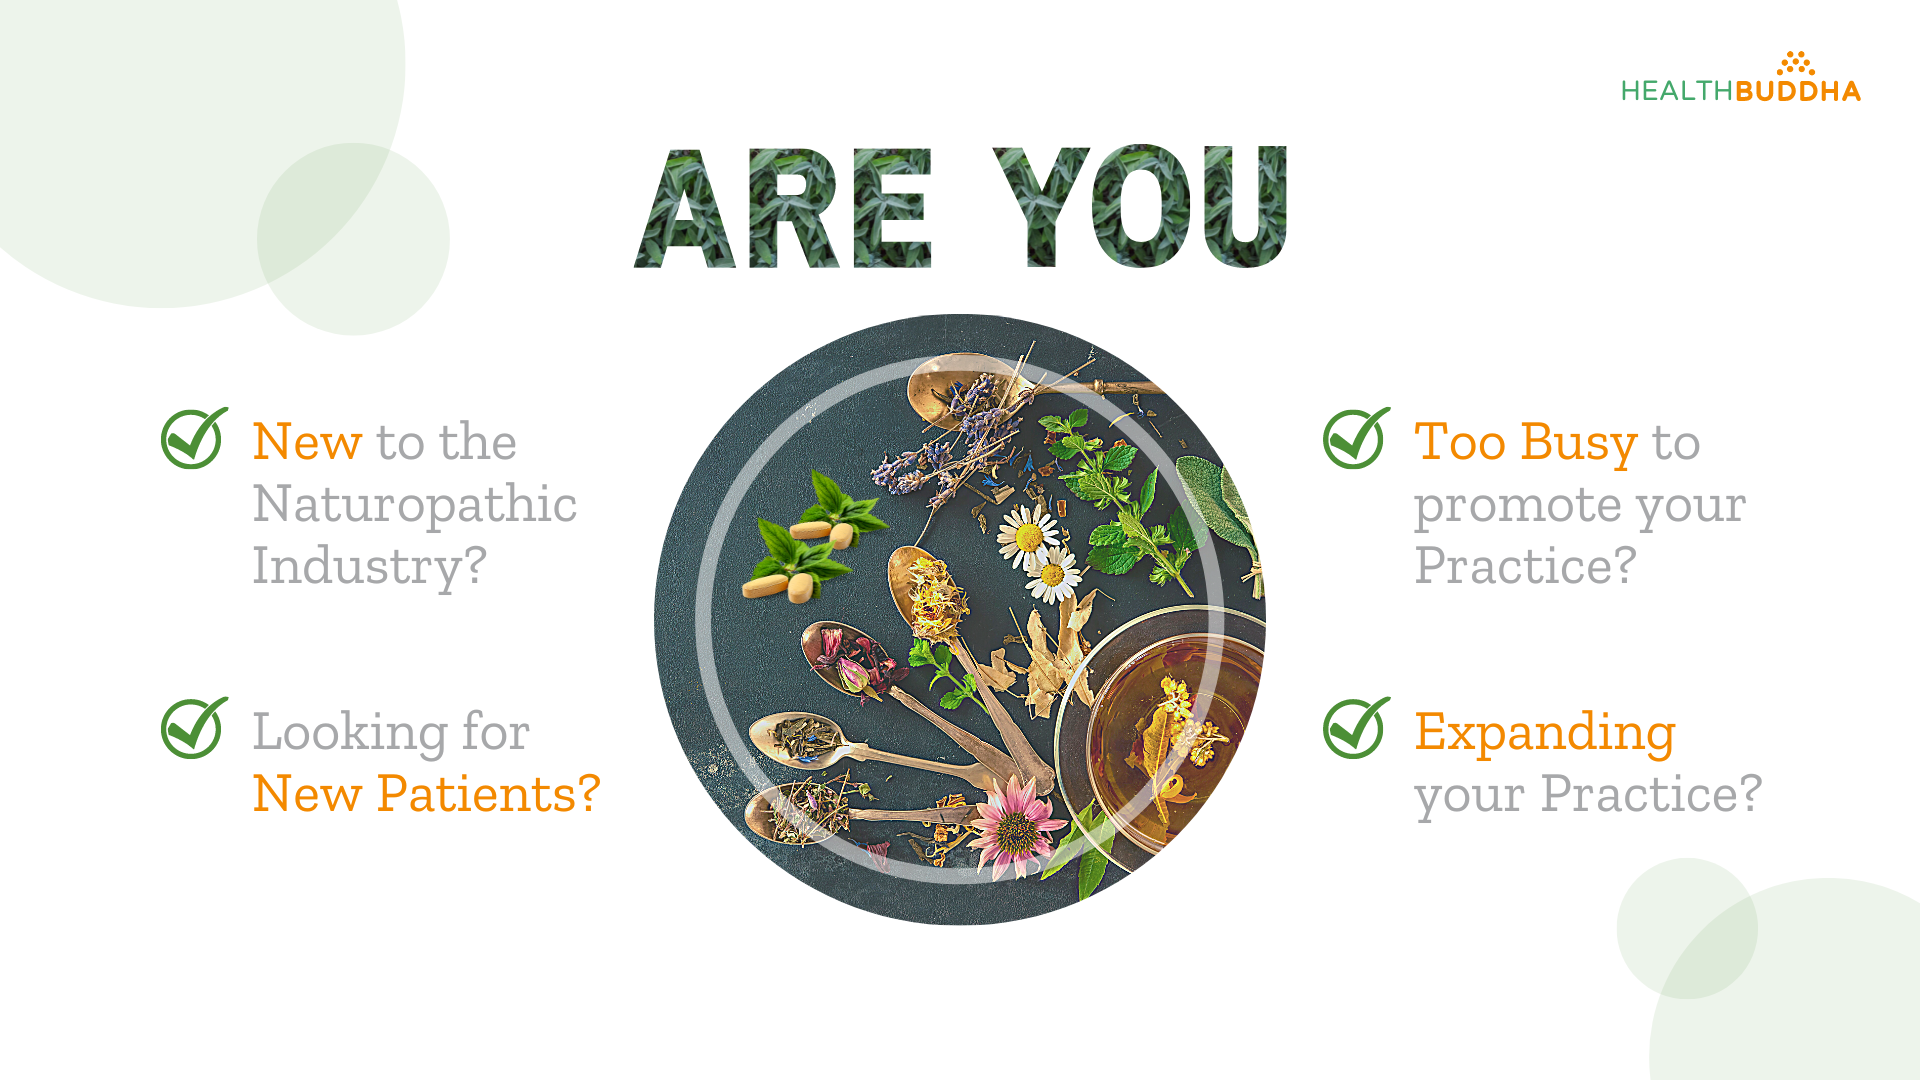 HEALTHBUDDHA
ARE YOU
New to the
Naturopathic
Industry?
Looking for
New Patients?
Too Busy to
promote your
Practice?
Expanding
your Practice?